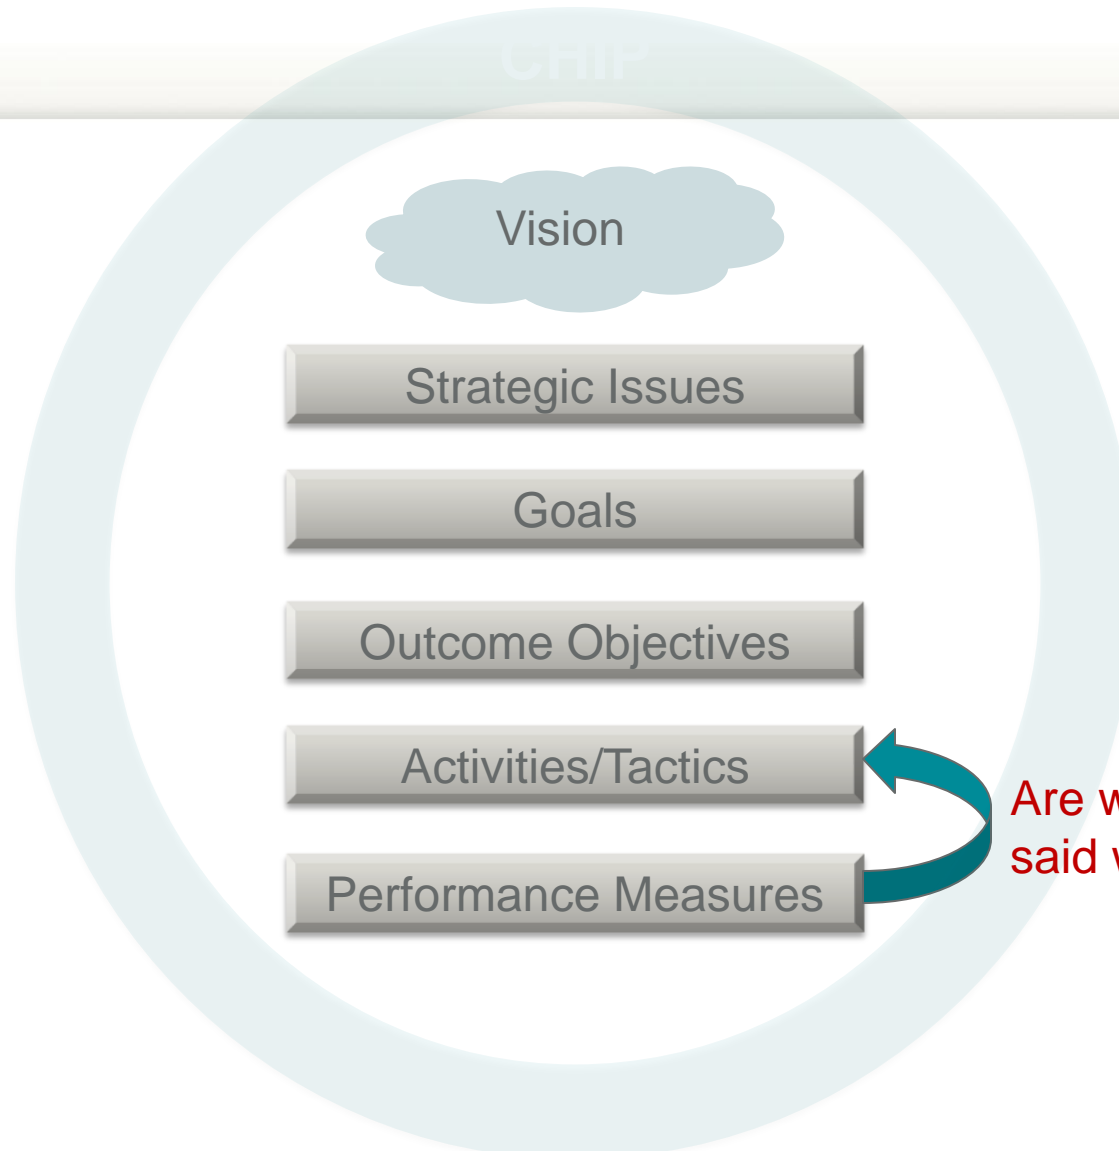 CHIP
Vision
Strategic Issues
Goals
Outcome Objectives
Activities/Tactics
Are
said
Performance Measures